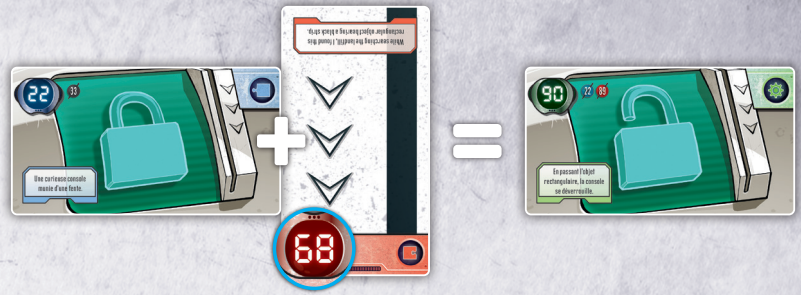 22
33
Une curieuse console
munie d'une fente.
While searching the landfill, I found this
rectangular object bearing a black strip.
68
90
22 89
En passant l'objet
rectangulaire, la console
se déverrouille.